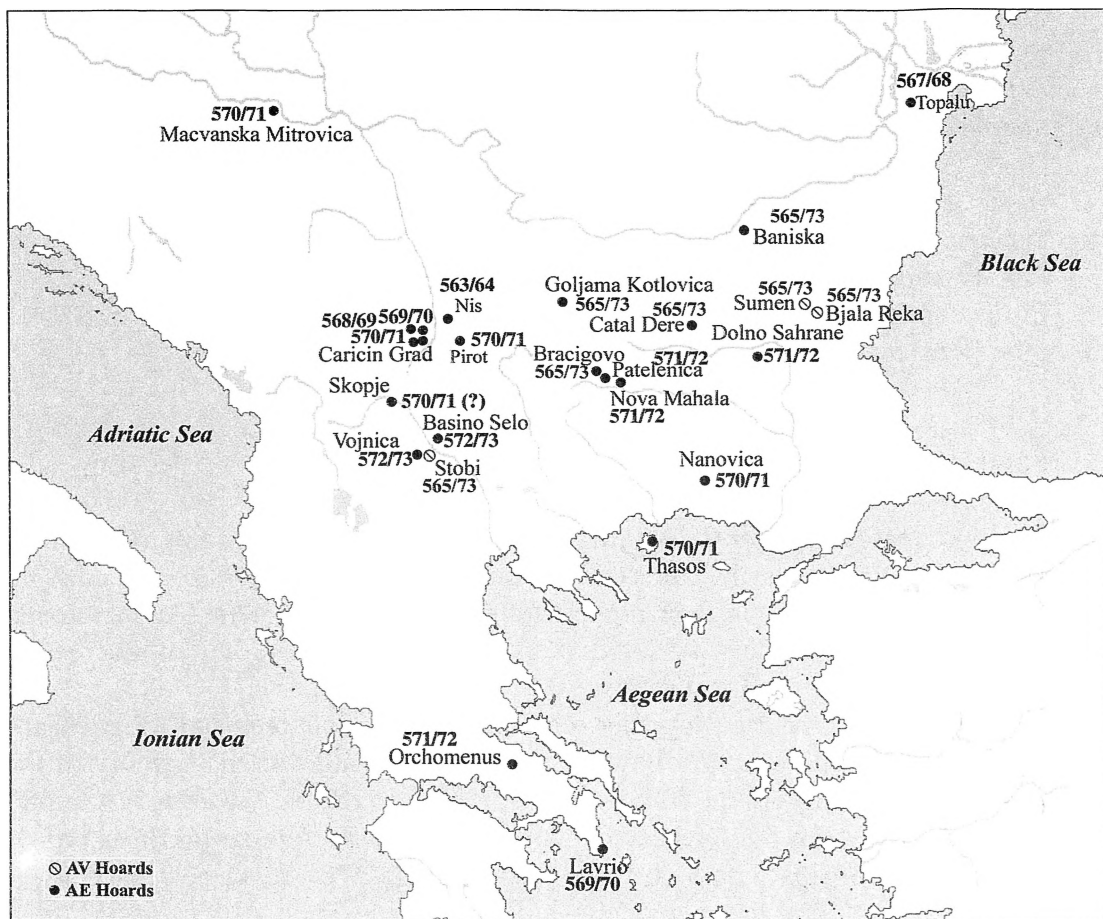 567/68
Topalu
570/71
Macvanska Mitrovica
565/73
Baniska
Black Sea
563/64
Nis
Goljama Kotlovica
565/73
565/73
Catal Dere
565/73
Sumen
565/73
Bjala Reka
568/69
569/70
570/71
Caricin Grad
570/71
Pirot
Dolno Sahrane
571/72
Bracigovo
565/73
571/72
Patelenica
Nova Mahala
571/72
Skopje
570/71 (?)
Adriatic Sea
Basino Selo
572/73
Vojnica
572/73
Stobi
565/73
Nanovica
570/71
570/71
Thasos
Aegean Sea
Ionian Sea
571/72
Orchomenus
Lavrio
569/70
AV Hoards
AE Hoards